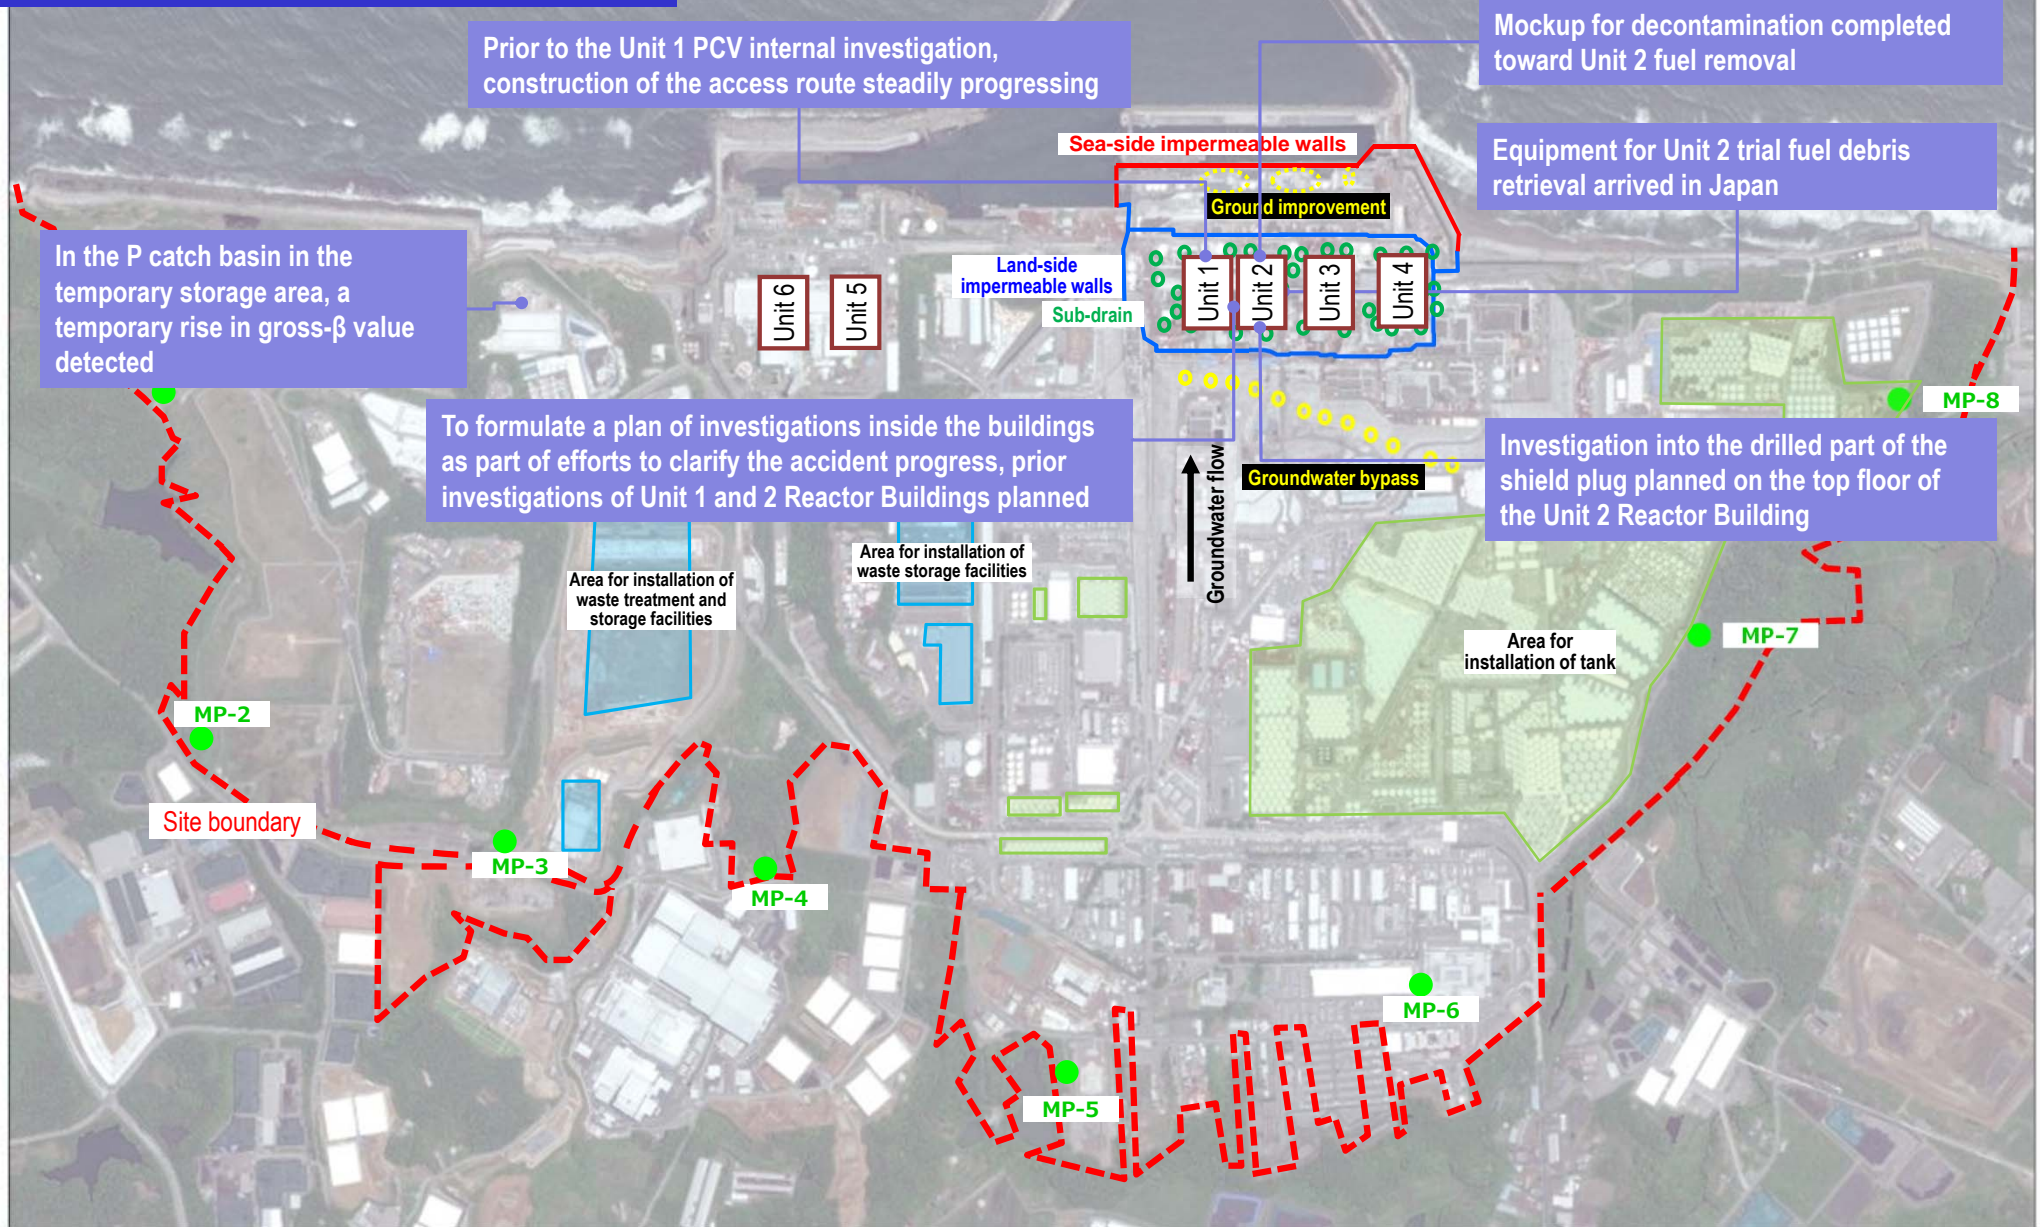 Prior to the Unit 1 PCV internal investigation,
construction of the access route steadily progressing
Mockup for decontamination completed
toward Unit 2 fuel removal
Sea-side impermeable walls
Equipment for Unit 2 trial fuel debris
retrieval arrived in Japan
Ground improvement
In the P catch basin in the
temporary storage area, a
temporary rise in gross-β value
detected
Land-side
impermeable walls
Sub-drain
Unit 6
Unit 5
Unit 1
Unit 2
Unit 3
Unit 4
MP-8
To formulate a plan of investigations inside the buildings
as part of efforts to clarify the accident progress, prior
investigations of Unit 1 and 2 Reactor Buildings planned
Groundwater flow
Groundwater bypass
Investigation into the drilled part of the
shield plug planned on the top floor of
the Unit 2 Reactor Building
Area for installation of
waste treatment and
storage facilities
Area for installation of
waste storage facilities
Area for
installation of tank
MP-7
MP-2
Site boundary
MP-3
MP-4
MP-6
MP-5